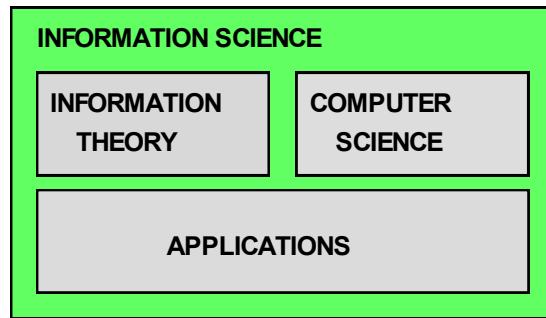 INFORMATION SCIENCE
INFORMATION
THEORY
COMPUTER
SCIENCE
APPLICATIONS